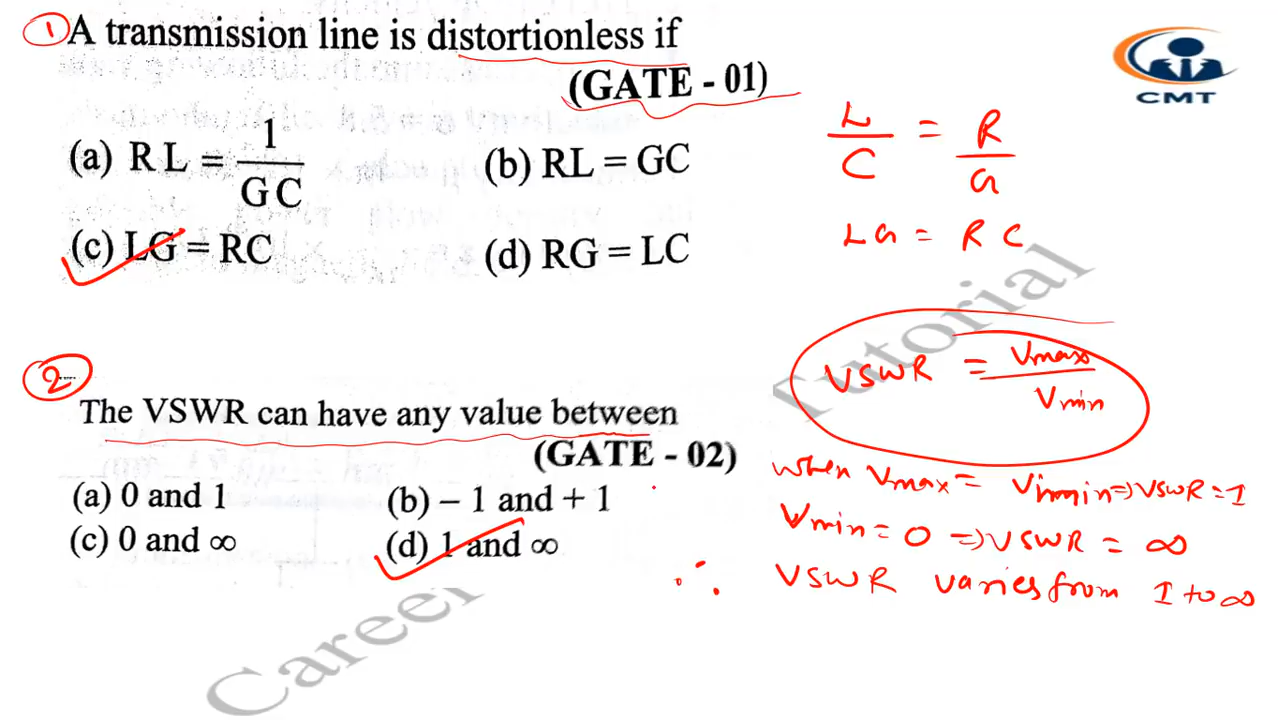 1 A transmission line is distortionless if
(GATE - 01)
(a) R L = 1 / GC
(b) RL = GC
(c) LG = RC
(d) RG = LC
CMT
L / C = R / G
LG = RC
2
The VSWR can have any value between
(GATE - 02)
(a) 0 and 1
(b) – 1 and + 1
(c) 0 and ∞
(d) 1 and ∞
VSWR = Vmax / Vmin
when Vmax = Vmin => VSWR = 1
Vmin = 0 => VSWR = ∞
∴ VSWR varies from 1 to ∞
Career
Tutorial